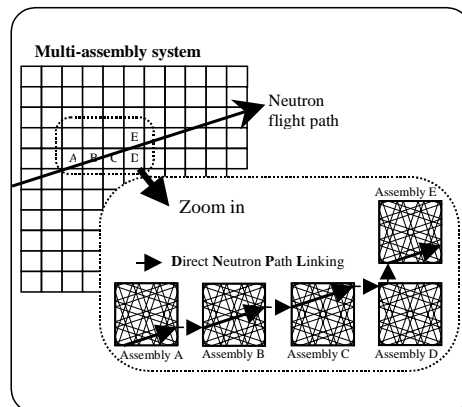 Multi-assembly system
Neutron
flight path
E
A B C D
Zoom in
Assembly E
Direct Neutron Path Linking
Assembly A Assembly B Assembly C Assembly D